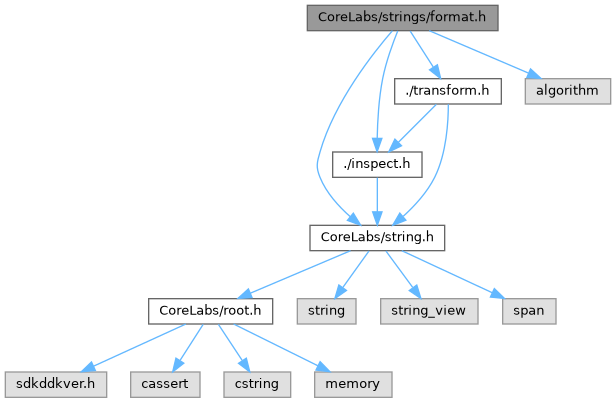 CoreLabs/strings/format.h
./transform.h
algorithm
./inspect.h
CoreLabs/string.h
CoreLabs/root.h
string
string_view
span
sdkddkver.h
cassert
cstring
memory